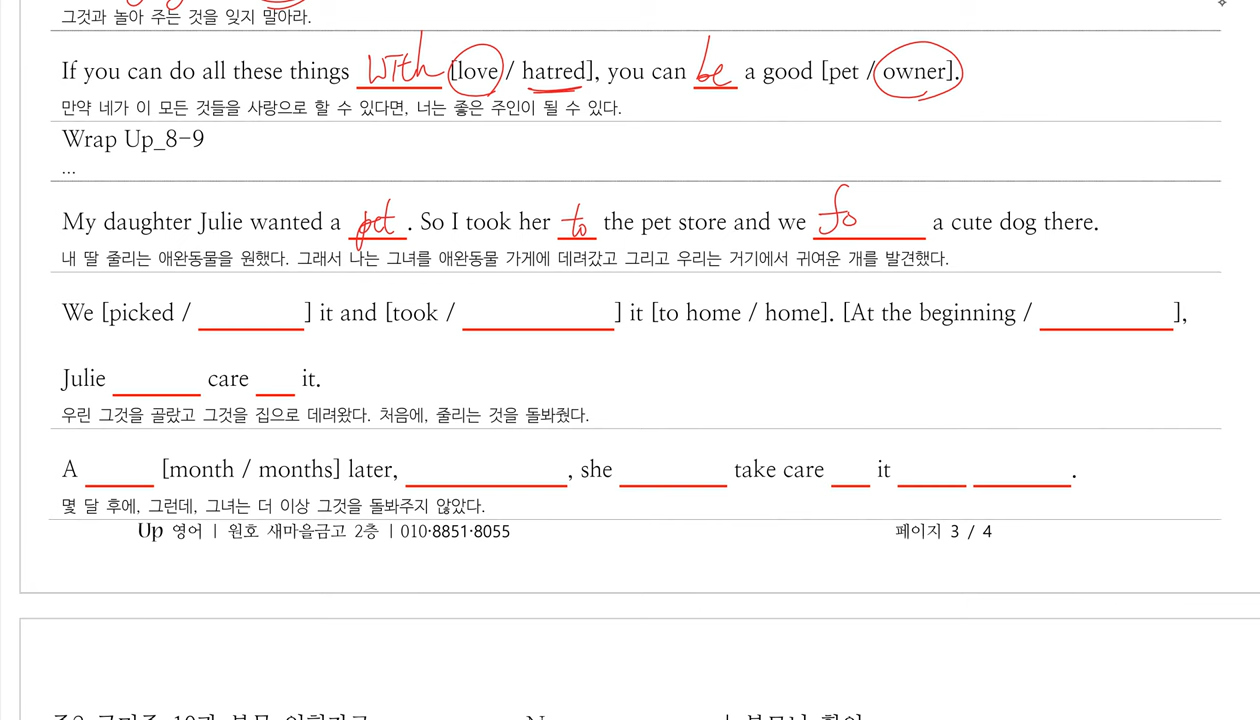 그것과 놀아 주는 것을 잊지 말아라.
If you can do all these things with [love / hatred], you can be a good [pet / owner].
만약 네가 이 모든 것들을 사랑으로 할 수 있다면, 너는 좋은 주인이 될 수 있다.
Wrap Up_8-9
...
My daughter Julie wanted a pet. So I took her to the pet store and we fo a cute dog there.
내 딸 줄리는 애완동물을 원했다. 그래서 나는 그녀를 애완동물 가게에 데려갔고 그리고 우리는 거기에서 귀여운 개를 발견했다.
We [picked / ______] it and [took / ______] it [to home / home]. [At the beginning / ______],
Julie ______ care ___ it.
우린 그것을 골랐고 그것을 집으로 데려왔다. 처음에, 줄리는 것을 돌봐줬다.
A ______ [month / months] later, ______, she ______ take care ___ it ______ ______.
몇 달 후에, 그런데, 그녀는 더 이상 그것을 돌봐주지 않았다.
Up 영어 | 원호 새마을금고 2층 | 010·8851·8055 페이지 3 / 4